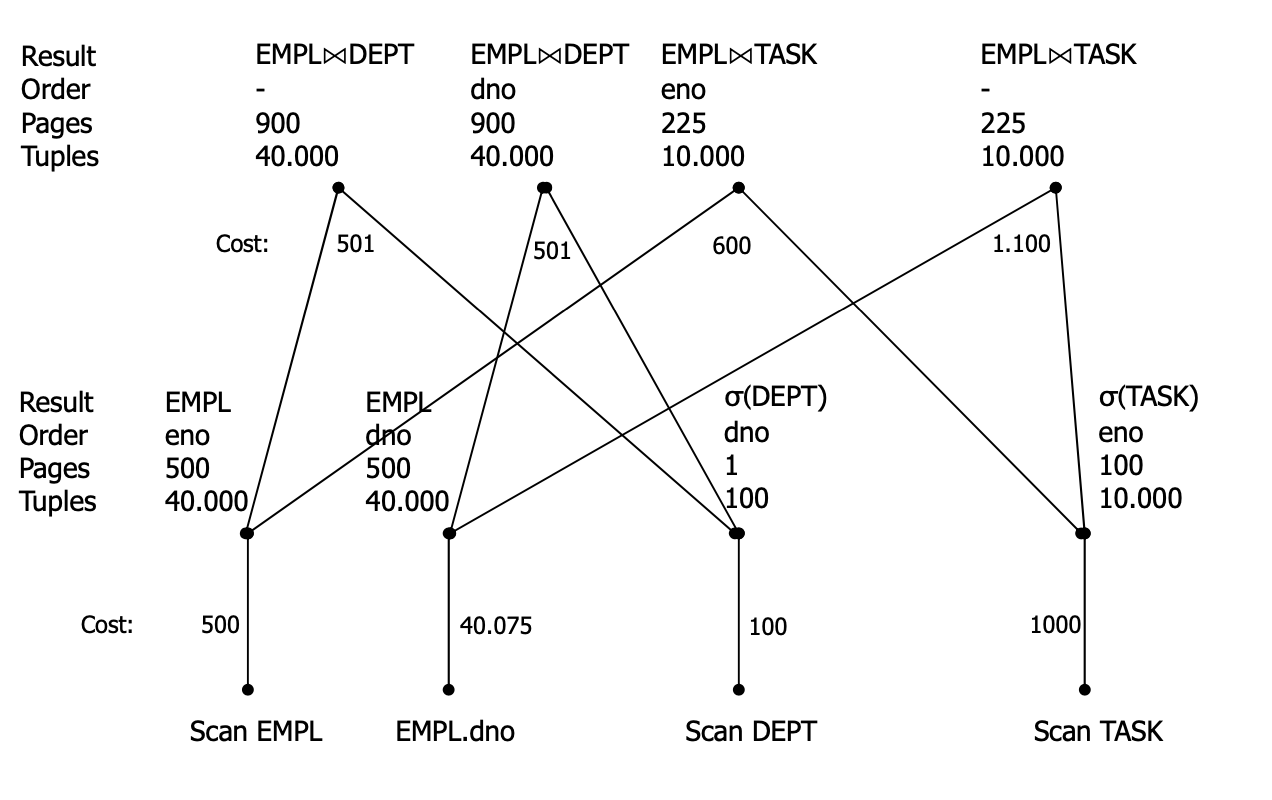 Result EMPL⋈DEPT EMPL⋈DEPT EMPL⋈TASK EMPL⋈TASK
Order - dno eno -
Pages 900 900 225 225
Tuples 40.000 40.000 10.000 10.000
Cost: 501 501 600 1.100
Result EMPL EMPL σ(DEPT) σ(TASK)
Order eno dno dno eno
Pages 500 500 1 100
Tuples 40.000 40.000 100 10.000
Cost: 500 40.075 100 1000
Scan EMPL EMPL.dno Scan DEPT Scan TASK